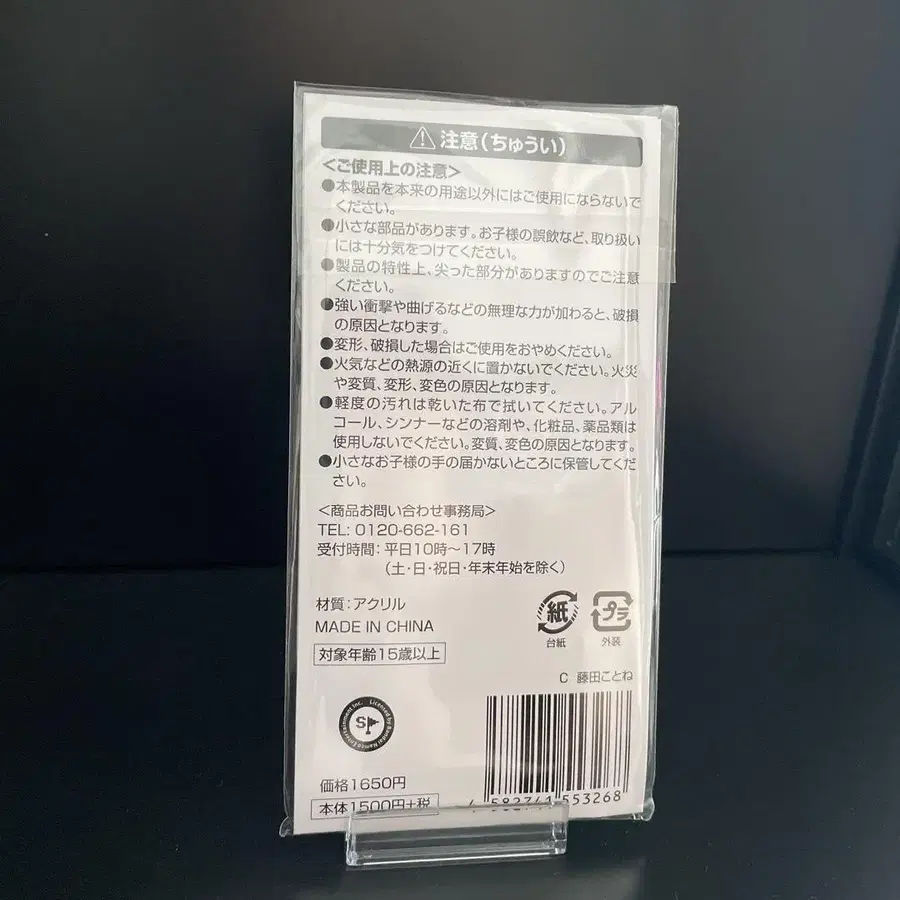 ⚠ 注意(ちゅうい)
<ご使用上の注意>
●本製品を本来の用途以外にはご使用にならないで
ください。
●小さな部品があります。お子様の誤飲など、取り扱い
には十分気をつけてください。
●製品の特性上、尖った部分がありますのでご注意
ください。
●強い衝撃や曲げるなどの無理な力が加わると、破損
の原因となります。
●変形、破損した場合はご使用をおやめください。
●火気などの熱源の近くに置かないでください。火災
や変質、変形、変色の原因となります。
●軽度の汚れは乾いた布で拭いてください。アル
コール、シンナーなどの溶剤や、化粧品、薬品類は
使用しないでください。変質、変色の原因となります。
●小さなお子様の手の届かないところに保管してくだ
さい。
<商品お問い合わせ事務局>
TEL: 0120-662-161
受付時間: 平日10時〜17時
(土・日・祝日・年末年始を除く)
材質:アクリル
MADE IN CHINA
対象年齢15歳以上
紙
台紙
プラ
外装
C 藤田ことね
SP
Licensed by Bandai Namco Entertainment Inc.
価格1650円
本体1500円+税
4 582741 553268